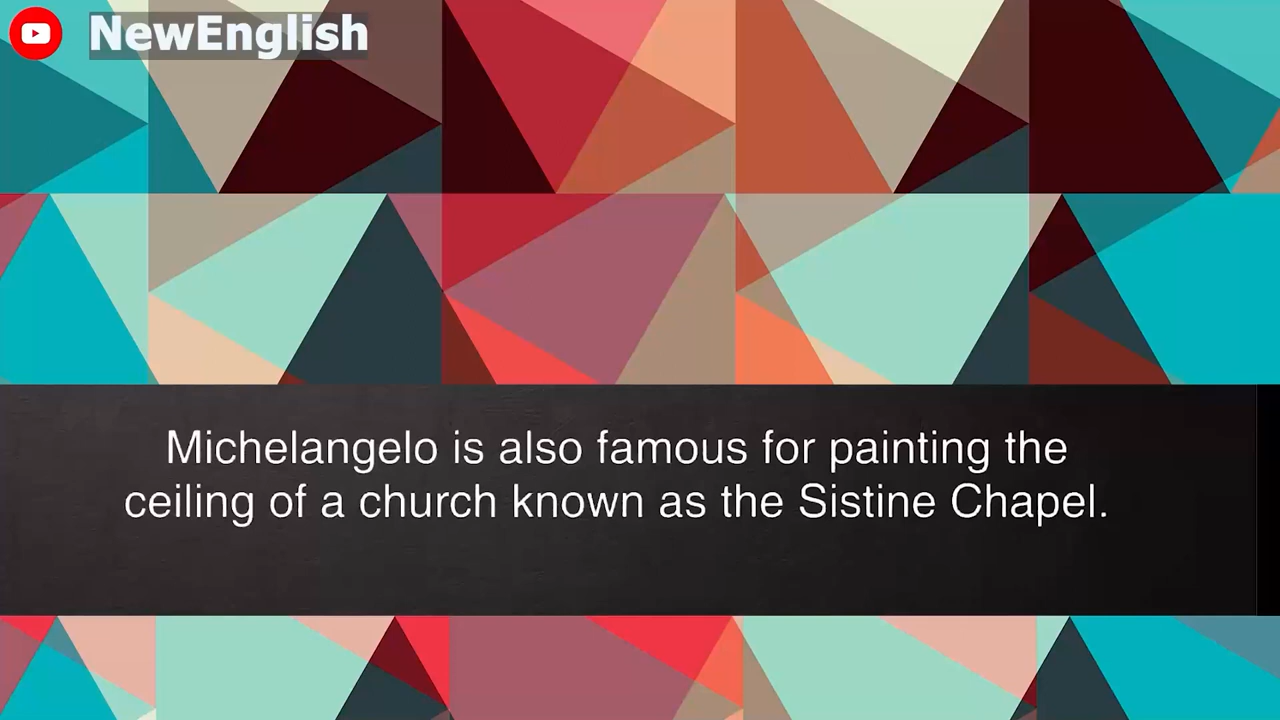 NewEnglish
Michelangelo is also famous for painting the
ceiling of a church known as the Sistine Chapel.